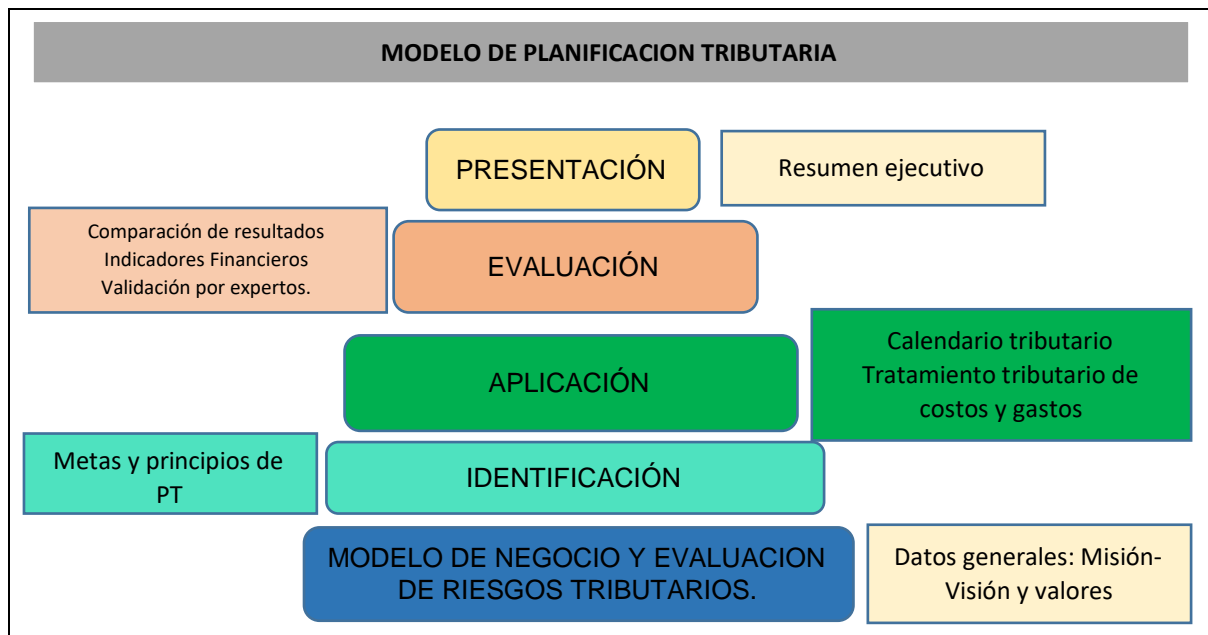 MODELO DE PLANIFICACION TRIBUTARIA
PRESENTACIÓN
Resumen ejecutivo
Comparación de resultados
Indicadores Financieros
Validación por expertos.
EVALUACIÓN
APLICACIÓN
Calendario tributario
Tratamiento tributario de
costos y gastos
Metas y principios de
PT
IDENTIFICACIÓN
MODELO DE NEGOCIO Y EVALUACION
DE RIESGOS TRIBUTARIOS.
Datos generales: Misión-
Visión y valores